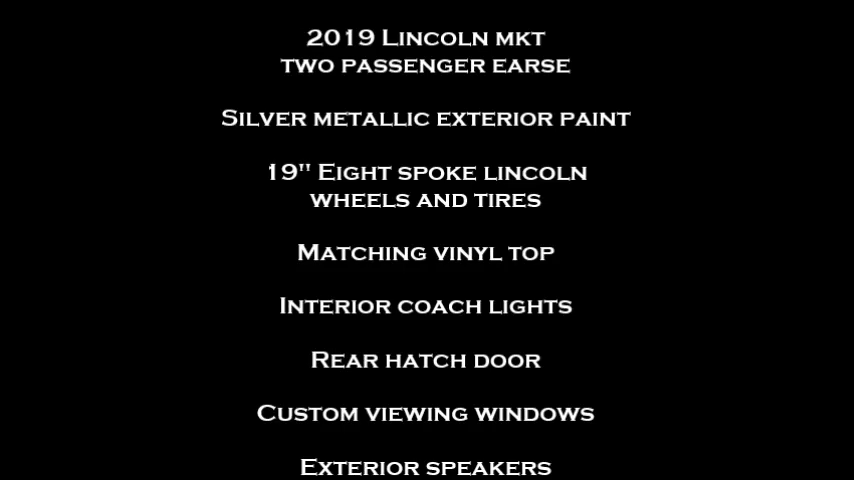 2019 Lincoln mkt
two passenger earse
Silver metallic exterior paint
19" Eight spoke lincoln
wheels and tires
Matching vinyl top
Interior coach lights
Rear hatch door
Custom viewing windows
Exterior speakers